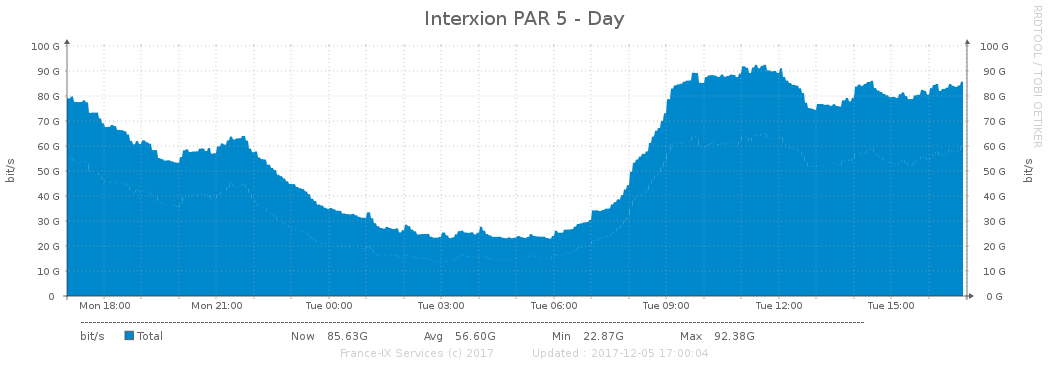 Interxion PAR 5 - Day
RRDTOOL / TOBI OETIKER
100 G 100 G
90 G 90 G
80 G 80 G
70 G 70 G
60 G 60 G
50 G 50 G
40 G 40 G
30 G 30 G
20 G 20 G
10 G 10 G
0 0 G
bit/s bit/s
Mon 18:00 Mon 21:00 Tue 00:00 Tue 03:00 Tue 06:00 Tue 09:00 Tue 12:00 Tue 15:00
bit/s Total Now 85.63G Avg 56.60G Min 22.87G Max 92.38G
France-IX Services (c) 2017 Updated : 2017-12-05 17:00:04